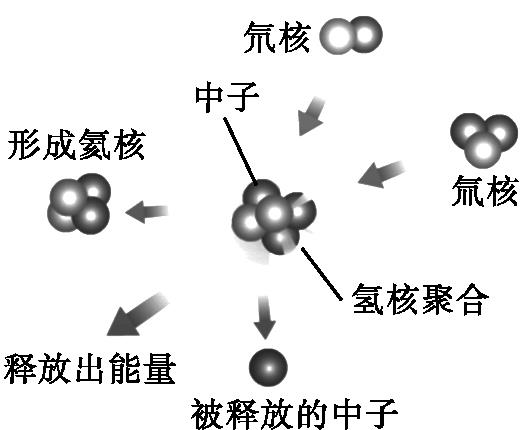 氘核
中子
形成氦核
氚核
氢核聚合
释放出能量
被释放的中子